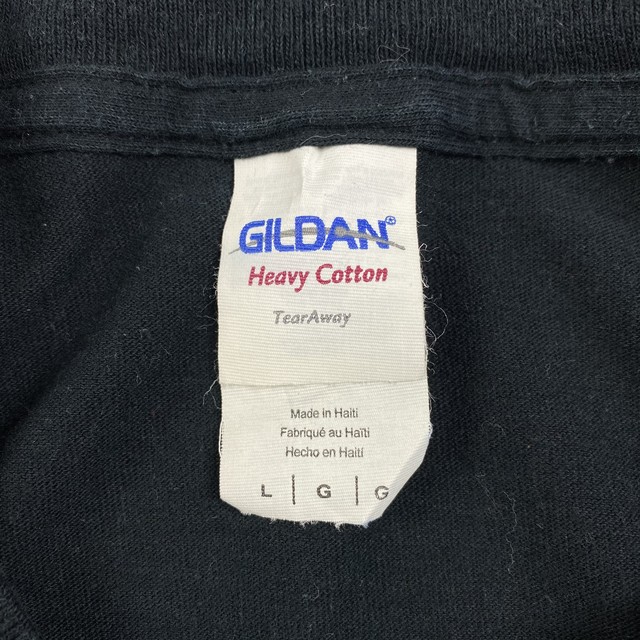 GILDAN®
Heavy Cotton
TearAway
Made in Haiti
Fabriqué au Haïti
Hecho en Haití
L | G | G